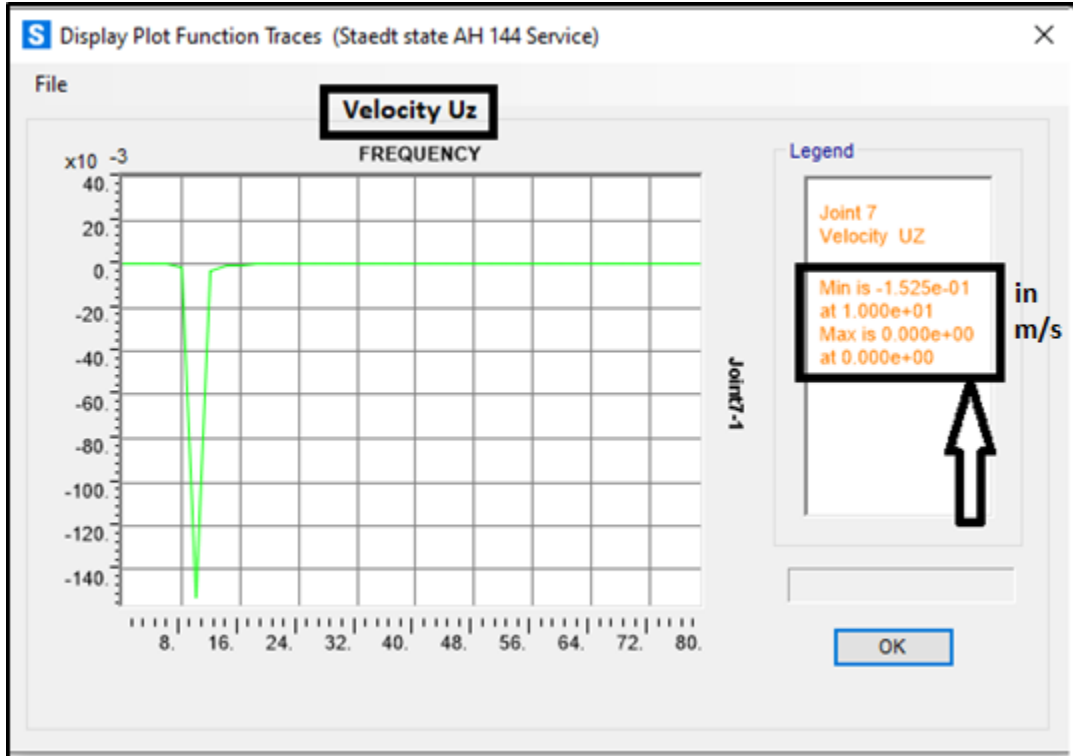 S Display Plot Function Traces (Staedt state AH 144 Service)
File
Velocity Uz
FREQUENCY
x10 -3
40.
20.
0.
-20.
-40.
-60.
-80.
-100.
-120.
-140.
8. 16. 24. 32. 40. 48. 56. 64. 72. 80.
Joint7-1
Legend
Joint 7
Velocity UZ
Min is -1.525e-01
at 1.000e+01
Max is 0.000e+00
at 0.000e+00
in
m/s
OK